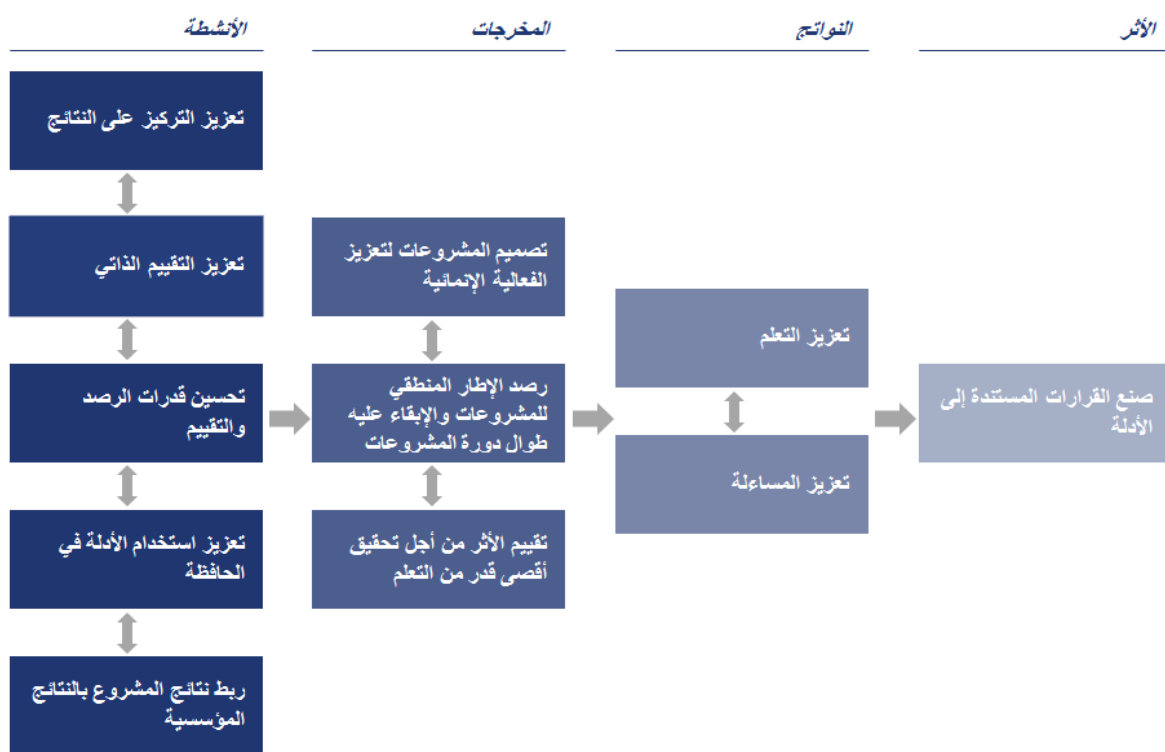 الأنشطة
المخرجات
النواتج
الأثر
تعزيز التركيز على النتائج
تعزيز التقييم الذاتي
تحسين قدرات الرصد
والتقييم
تعزيز استخدام الأدلة في
الحافظة
ربط نتائج المشروع بالنتائج
المؤسسية
تصميم المشروعات لتعزيز
الفعالية الإنمائية
رصد الإطار المنطقي
للمشروعات والإبقاء عليه
طوال دورة المشروعات
تقييم الأثر من أجل تحقيق
أقصى قدر من التعلم
تعزيز التعلم
تعزيز المساءلة
صنع القرارات المستندة إلى
الأدلة